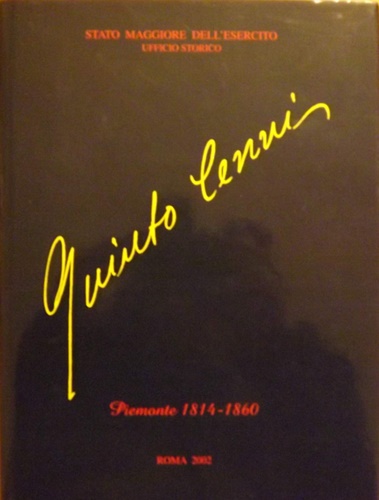 STATO MAGGIORE DELL'ESERCITO
UFFICIO STORICO
Quinto Cenni
Piemonte 1814-1860
ROMA 2002